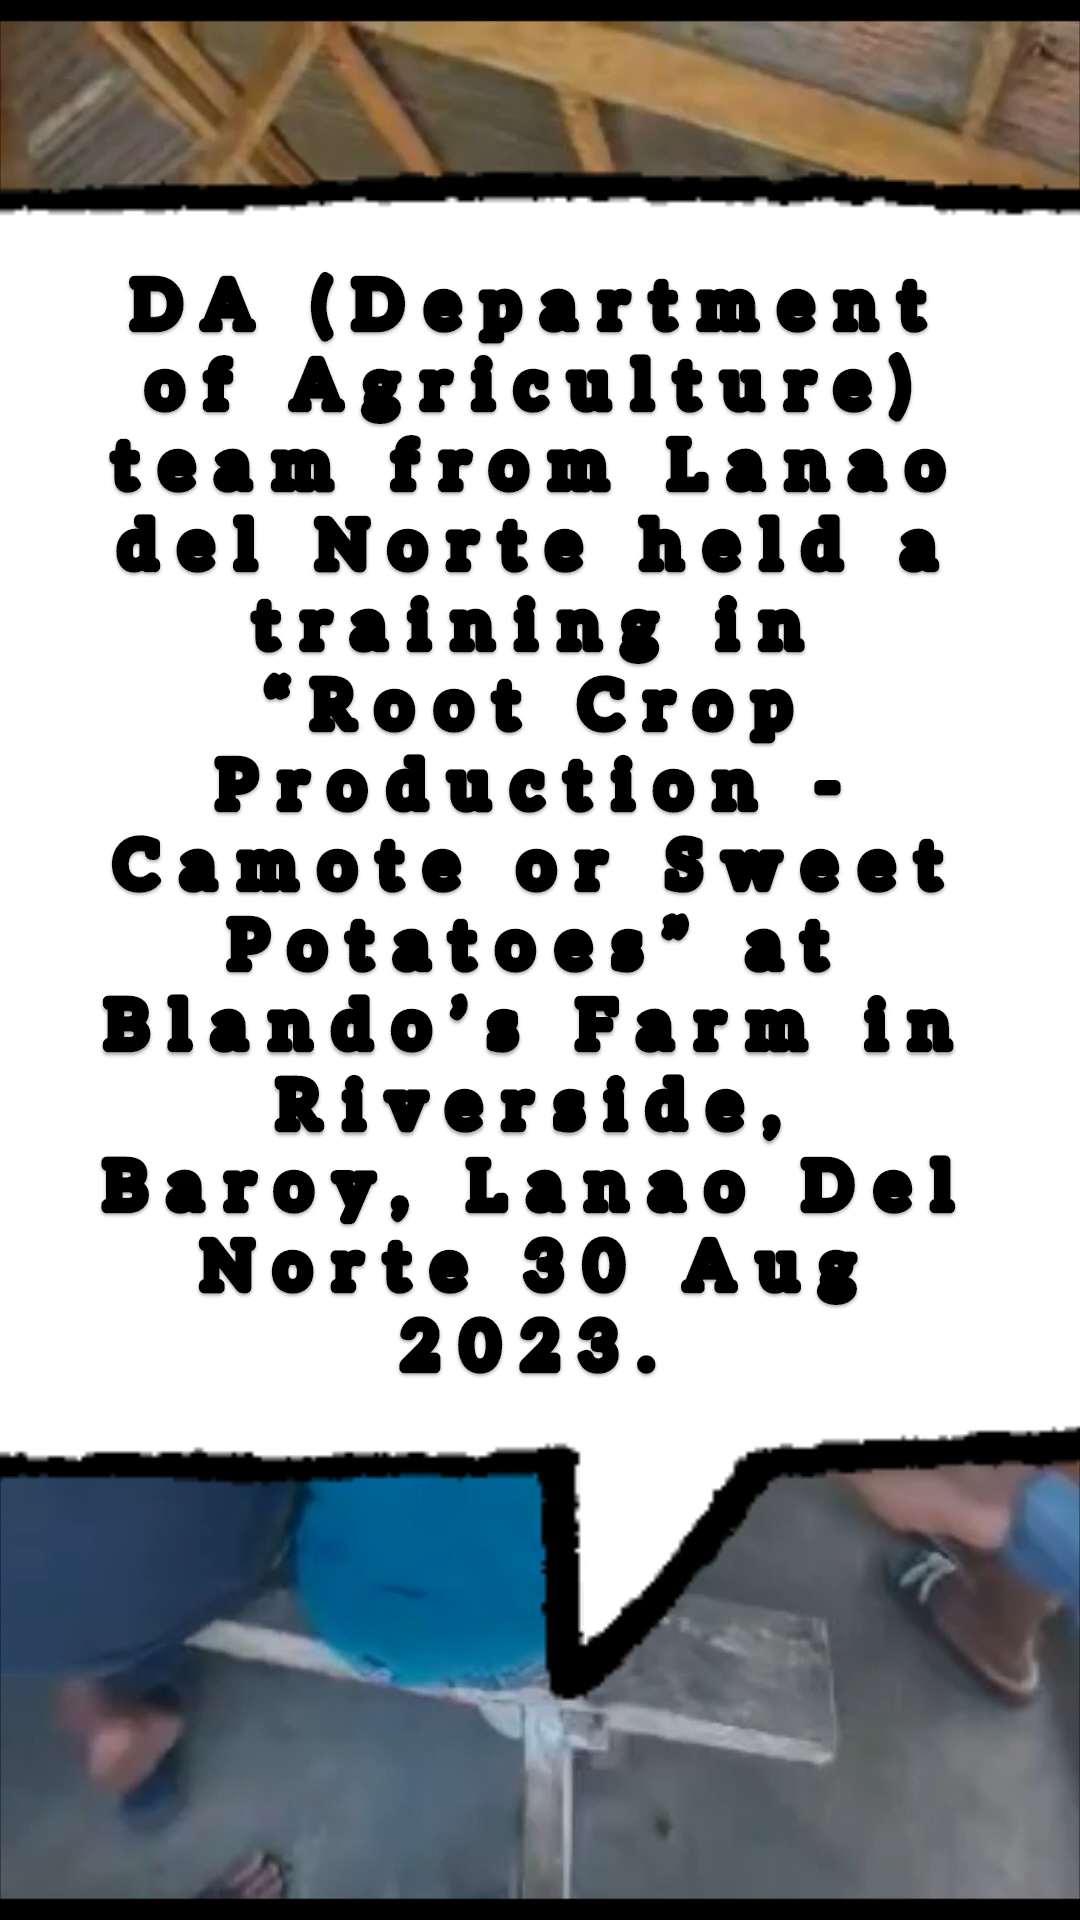 DA (Department
of Agriculture)
team from Lanao
del Norte held a
training in
“Root Crop
Production -
Camote or Sweet
Potatoes” at
Blando’s Farm in
Riverside,
Baroy, Lanao Del
Norte 30 Aug
2023.